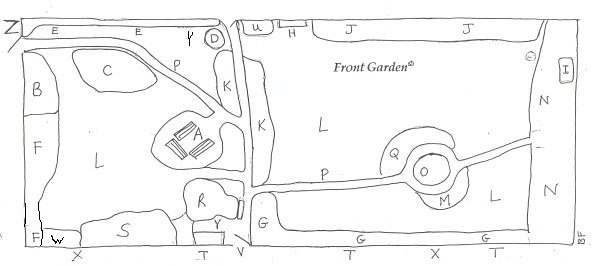 Z E E Y D U H J J
Front Garden©
C P K I
B N
A K L
F L Q
P O
R M L N
S Y G
F W V G G BF
X T T X T